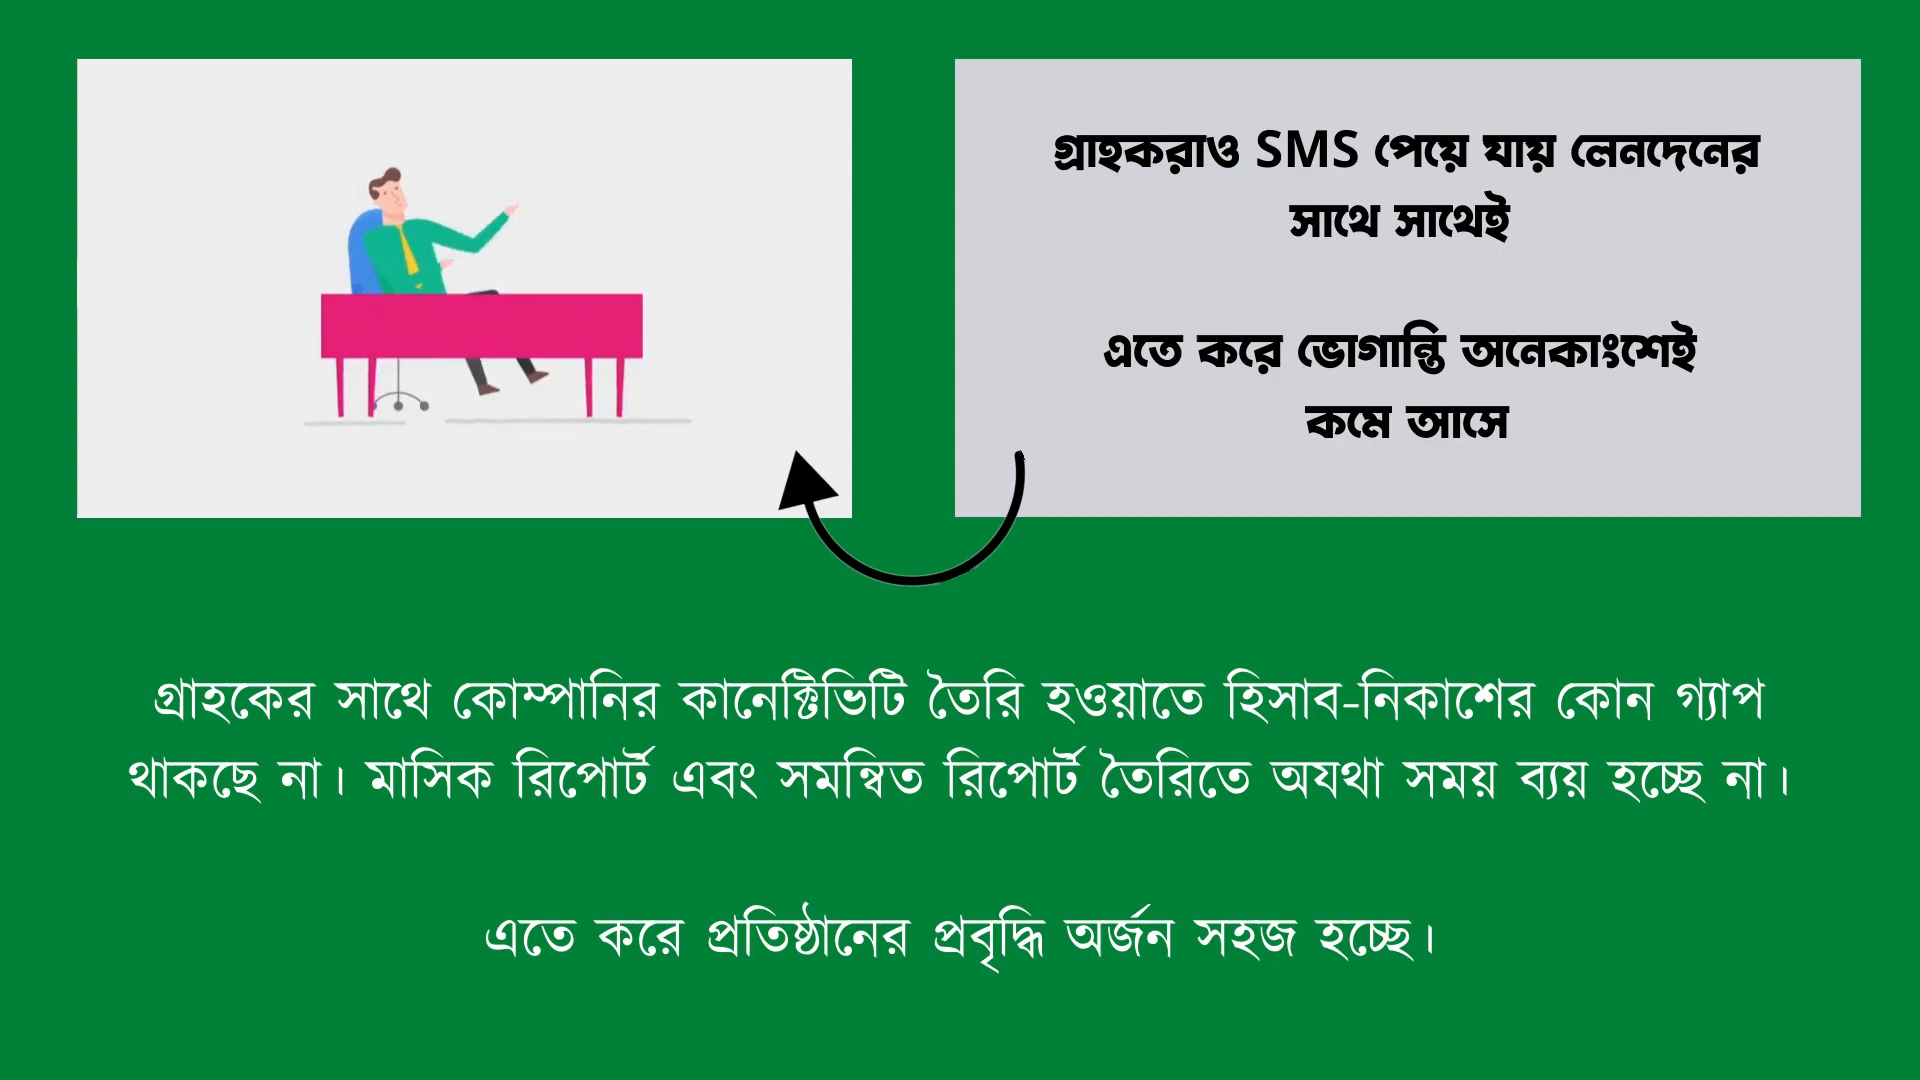 গ্রাহকরাও SMS পেয়ে যায় লেনদেনের
সাথে সাথেই
এতে করে ভোগান্তি অনেকাংশেই
কমে আসে
গ্রাহকের সাথে কোম্পানির কানেক্টিভিটি তৈরি হওয়াতে হিসাব-নিকাশের কোন গ্যাপ
থাকছে না। মাসিক রিপোর্ট এবং সমন্বিত রিপোর্ট তৈরিতে অযথা সময় ব্যয় হচ্ছে না।
এতে করে প্রতিষ্ঠানের প্রবৃদ্ধি অর্জন সহজ হচ্ছে।